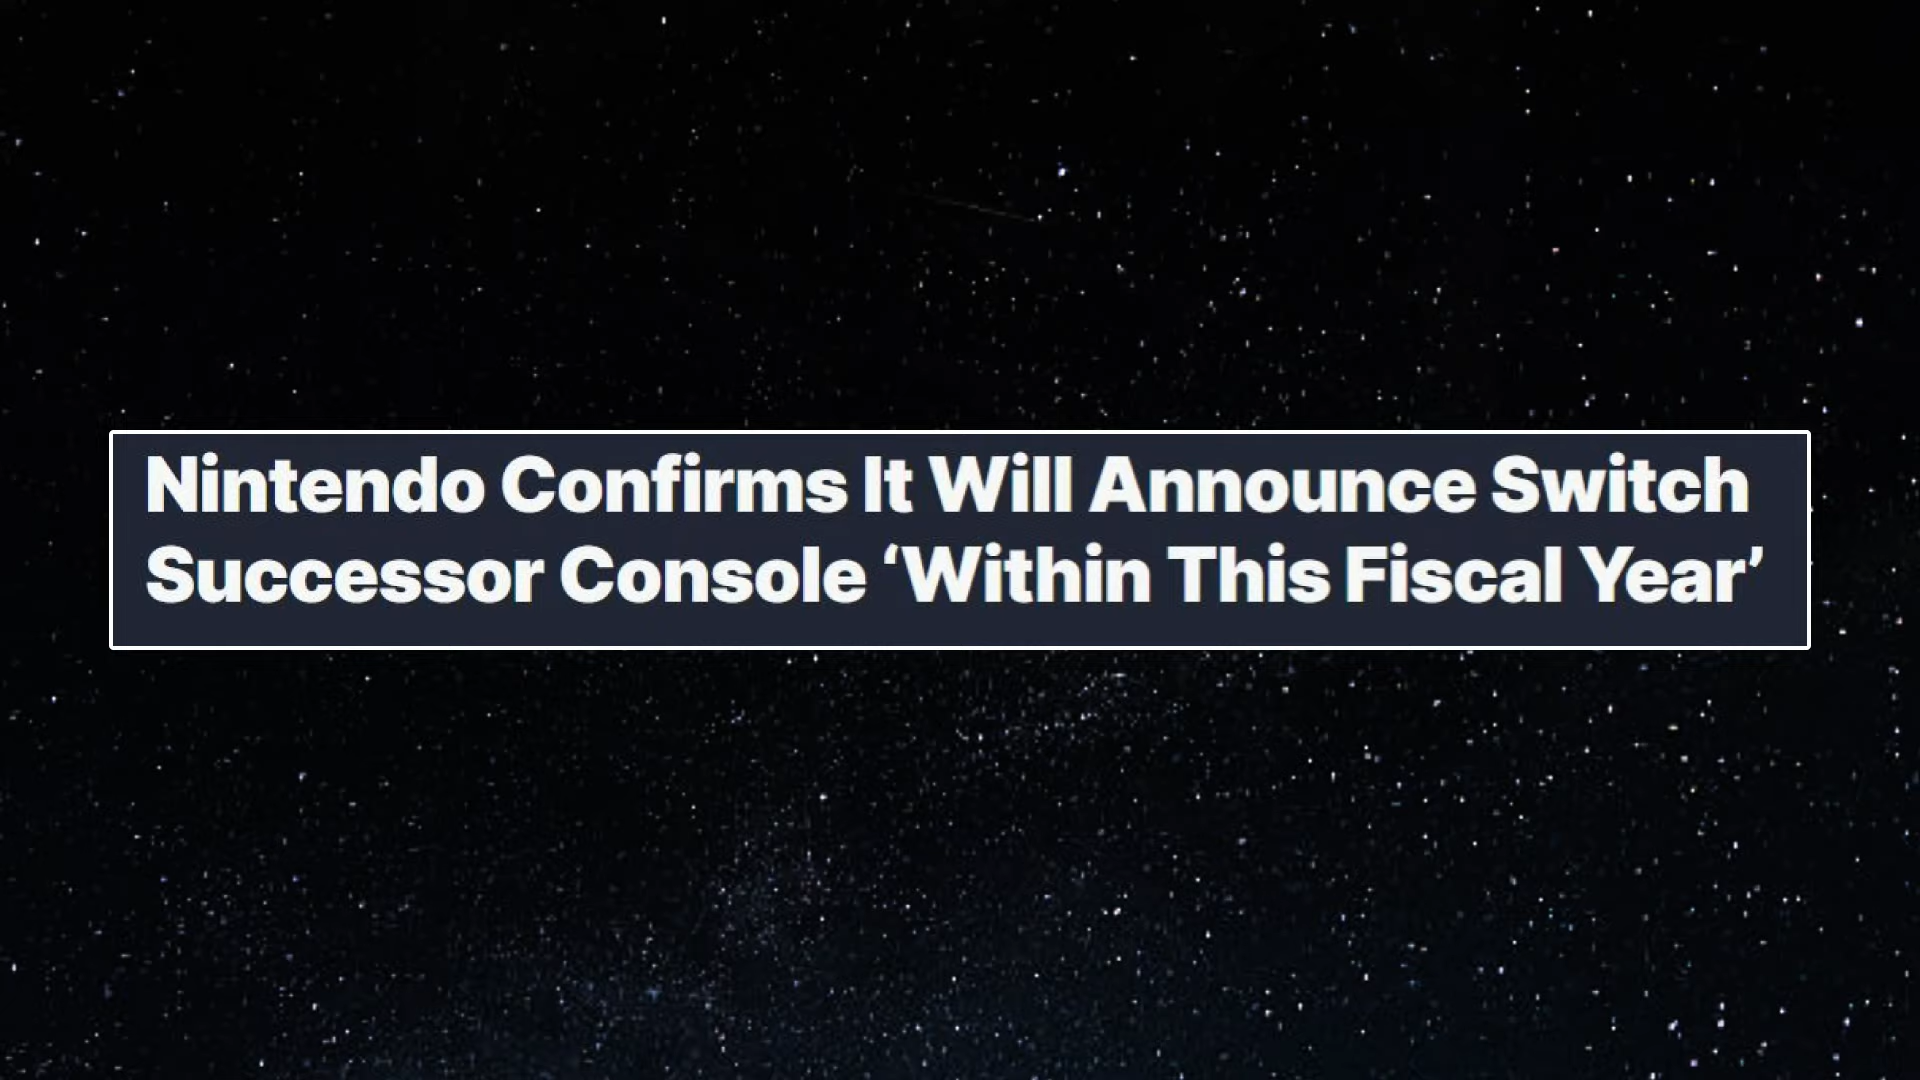 Nintendo Confirms It Will Announce Switch
Successor Console ‘Within This Fiscal Year’